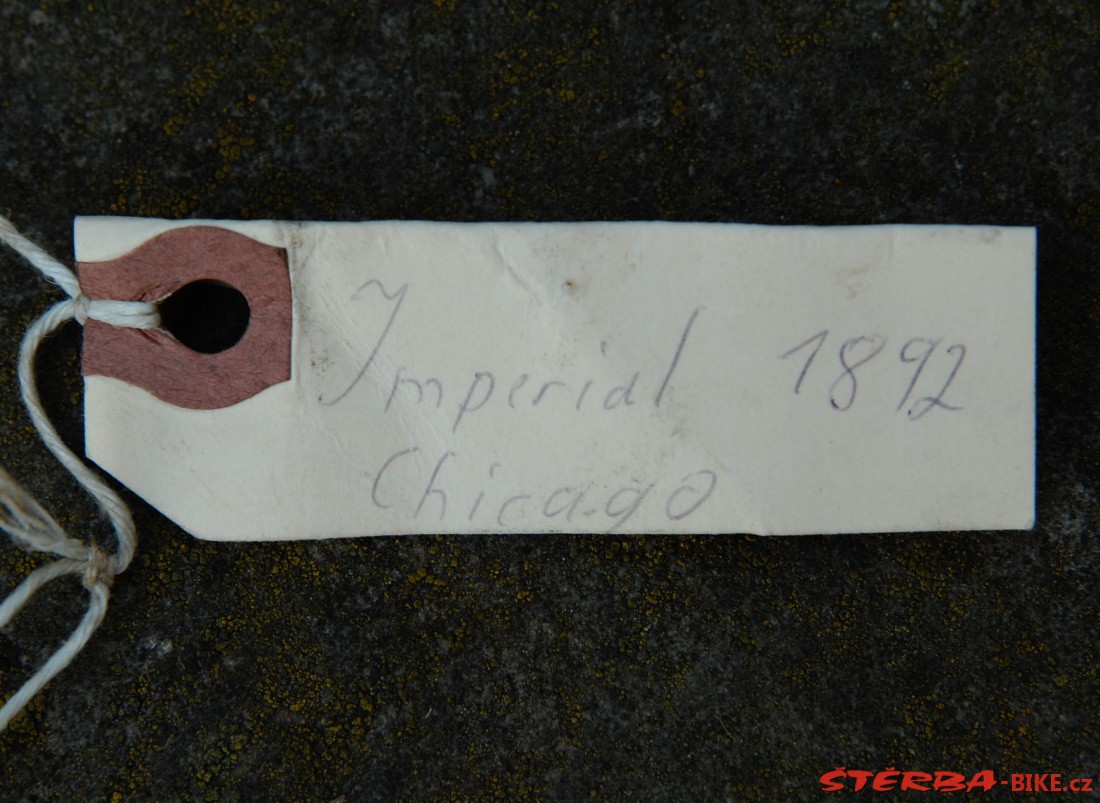 Imperial 1892
Chicago
ŠTĚRBA-BIKE.cz